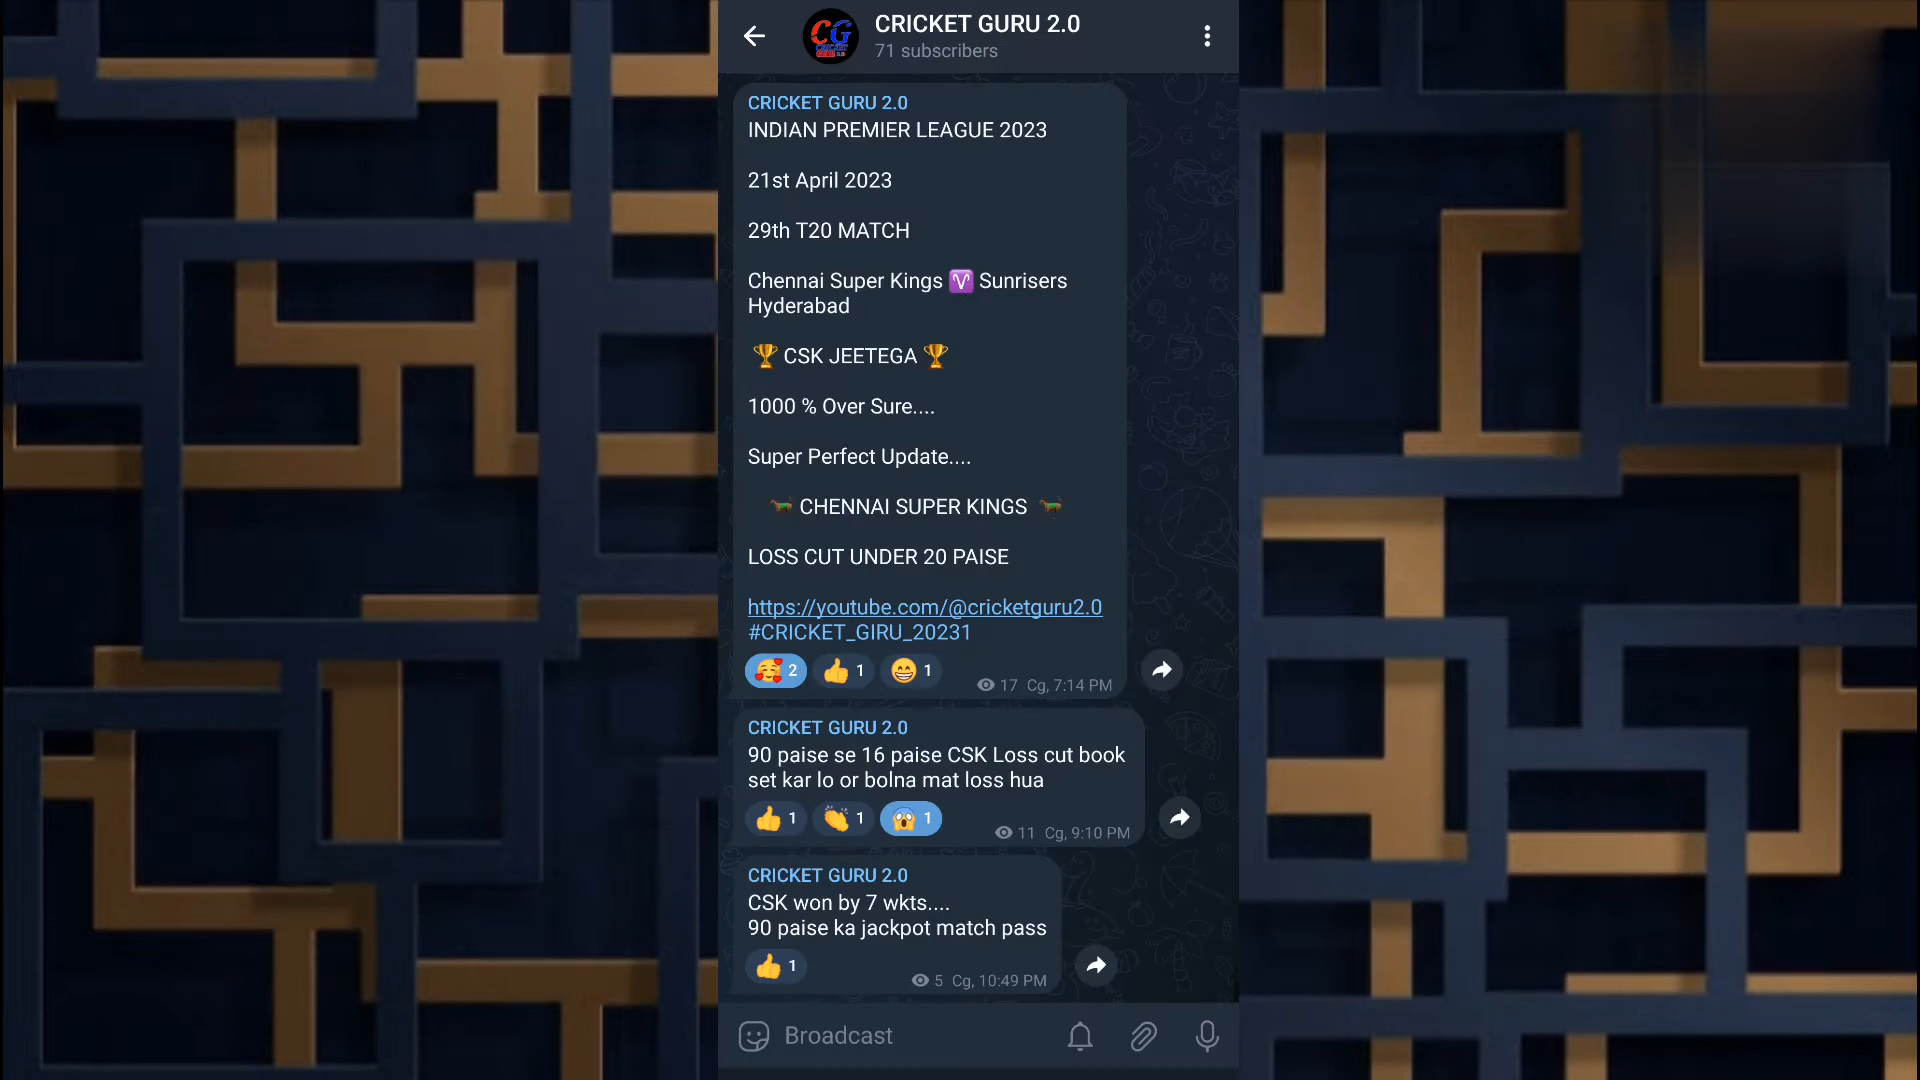 CG
CRICKET GURU 2.0
71 subscribers
CRICKET GURU 2.0
INDIAN PREMIER LEAGUE 2023
21st April 2023
29th T20 MATCH
Chennai Super Kings ♈ Sunrisers
Hyderabad
🏆 CSK JEETEGA 🏆
1000 % Over Sure....
Super Perfect Update....
🐅 CHENNAI SUPER KINGS 🐅
LOSS CUT UNDER 20 PAISE
https://youtube.com/@cricketguru2.0
#CRICKET_GIRU_20231
🥰 2 👍 1 😁 1
17 Cg, 7:14 PM
CRICKET GURU 2.0
90 paise se 16 paise CSK Loss cut book
set kar lo or bolna mat loss hua
👍 1 👏 1 😱 1
11 Cg, 9:10 PM
CRICKET GURU 2.0
CSK won by 7 wkts....
90 paise ka jackpot match pass
👍 1
5 Cg, 10:49 PM
Broadcast